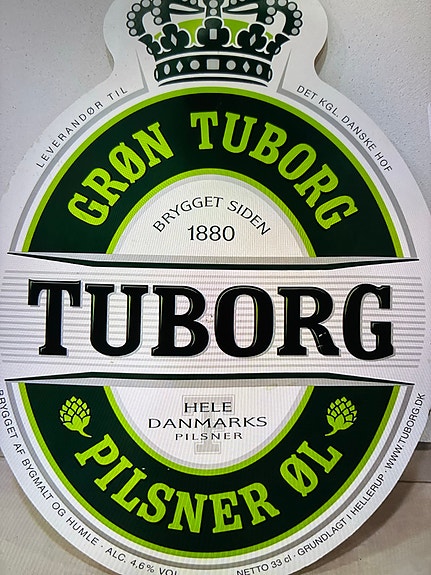 LEVERANDØR TIL
DET KGL. DANSKE HOF
GRØN TUBORG
BRYGGET SIDEN
1880
TUBORG
HELE
DANMARKS
PILSNER
PILSNER ØL
BRYGGET AF BYGMALT OG HUMLE · ALC. 4.6% VOL
NETTO 33 cl · GRUNDLAGT I HELLERUP · WWW.TUBORG.DK